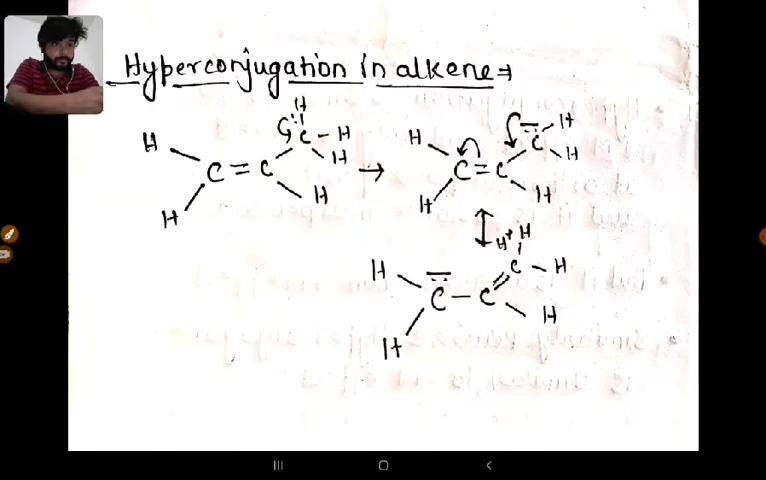 Hyperconjugation in alkene →
H
H C – H
H H
C = C H → C = C H
H H H
H⁺ H
H C – H
C – C
H H